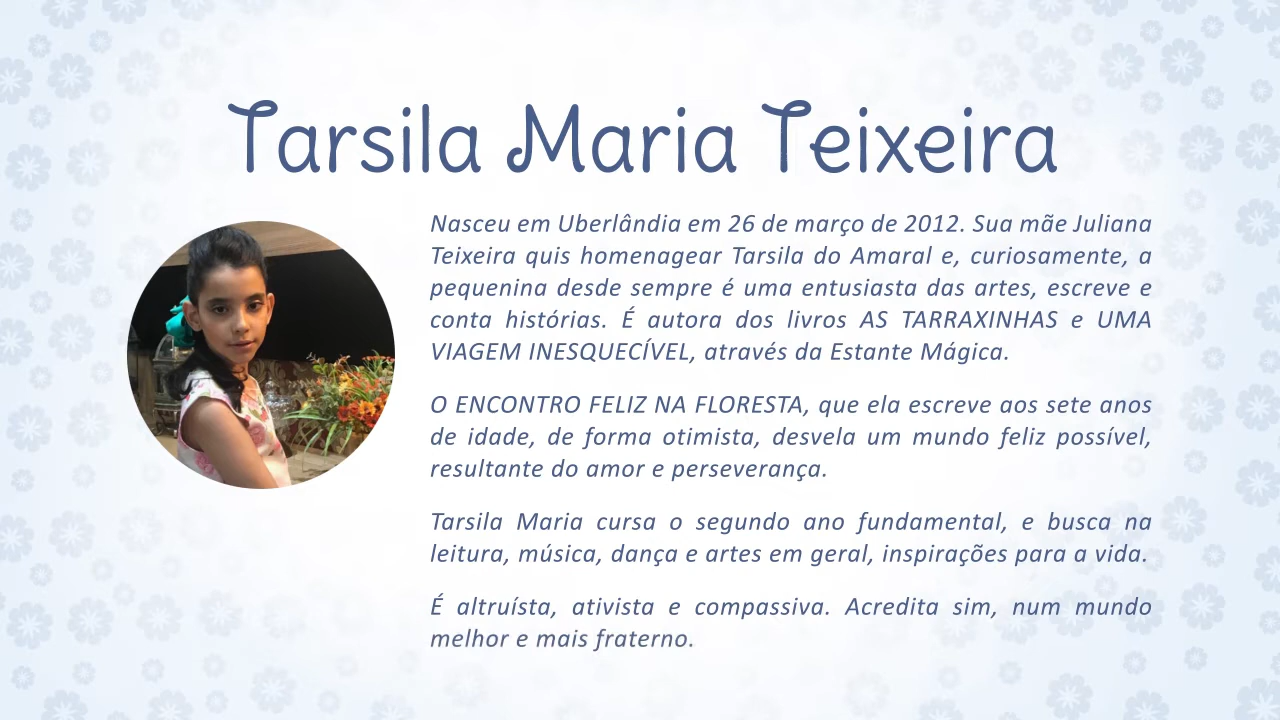 Tarsila Maria Teixeira
Nasceu em Uberlândia em 26 de março de 2012. Sua mãe Juliana
Teixeira quis homenagear Tarsila do Amaral e, curiosamente, a
pequenina desde sempre é uma entusiasta das artes, escreve e
conta histórias. É autora dos livros AS TARRAXINHAS e UMA
VIAGEM INESQUECÍVEL, através da Estante Mágica.
O ENCONTRO FELIZ NA FLORESTA, que ela escreve aos sete anos
de idade, de forma otimista, desvela um mundo feliz possível,
resultante do amor e perseverança.
Tarsila Maria cursa o segundo ano fundamental, e busca na
leitura, música, dança e artes em geral, inspirações para a vida.
É altruísta, ativista e compassiva. Acredita sim, num mundo
melhor e mais fraterno.